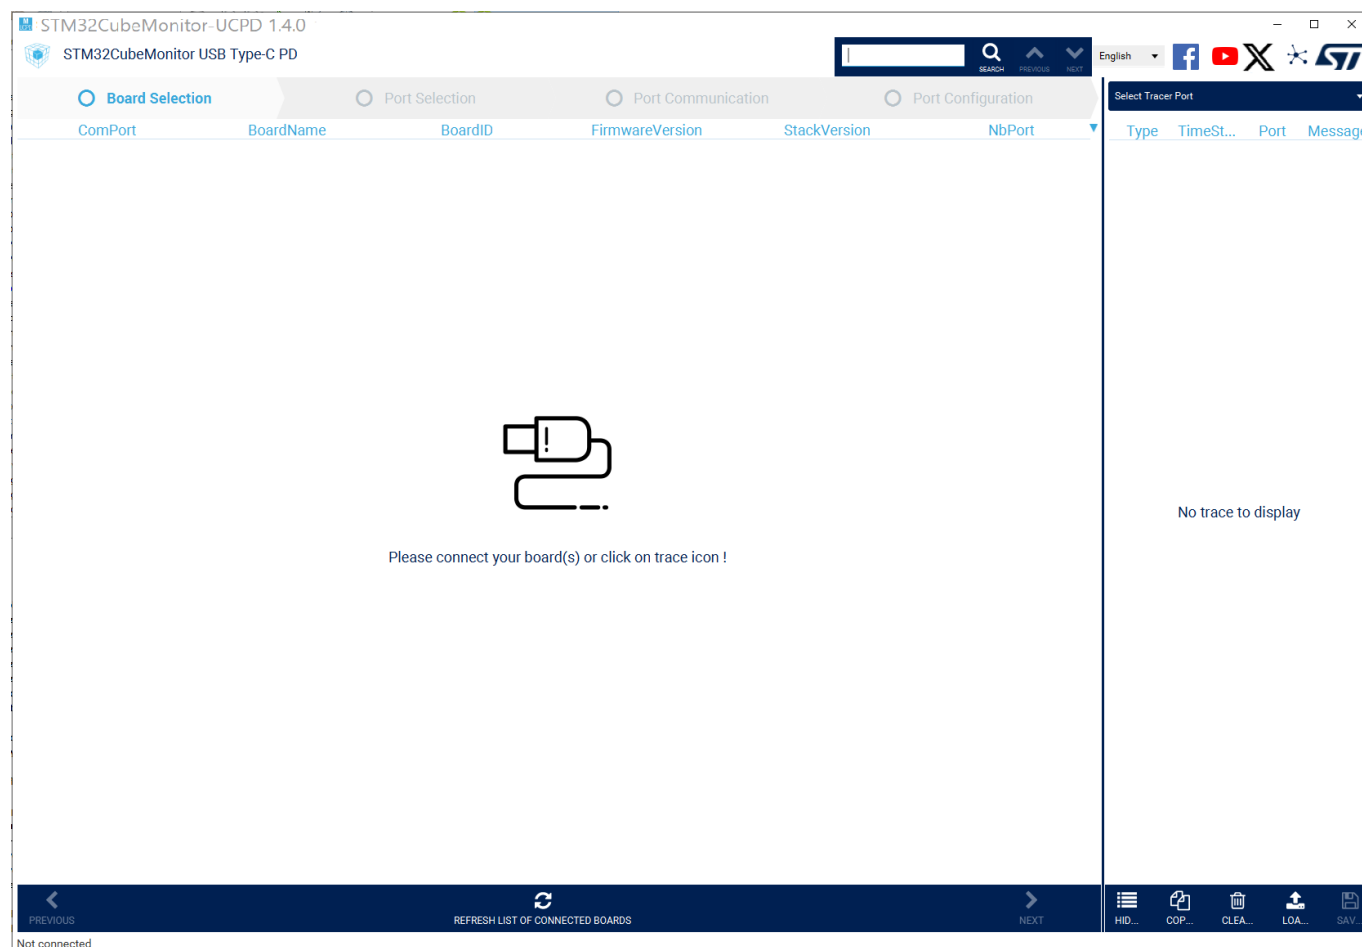 STM32CubeMonitor-UCPD 1.4.0
STM32CubeMonitor USB Type-C PD
SEARCH
PREVIOUS
NEXT
English
Board Selection
Port Selection
Port Communication
Port Configuration
Select Tracer Port
ComPort
BoardName
BoardID
FirmwareVersion
StackVersion
NbPort
Type
TimeSt...
Port
Message
Please connect your board(s) or click on trace icon !
No trace to display
PREVIOUS
REFRESH LIST OF CONNECTED BOARDS
NEXT
HID...
COP...
CLEA...
LOA...
SAV...
Not connected